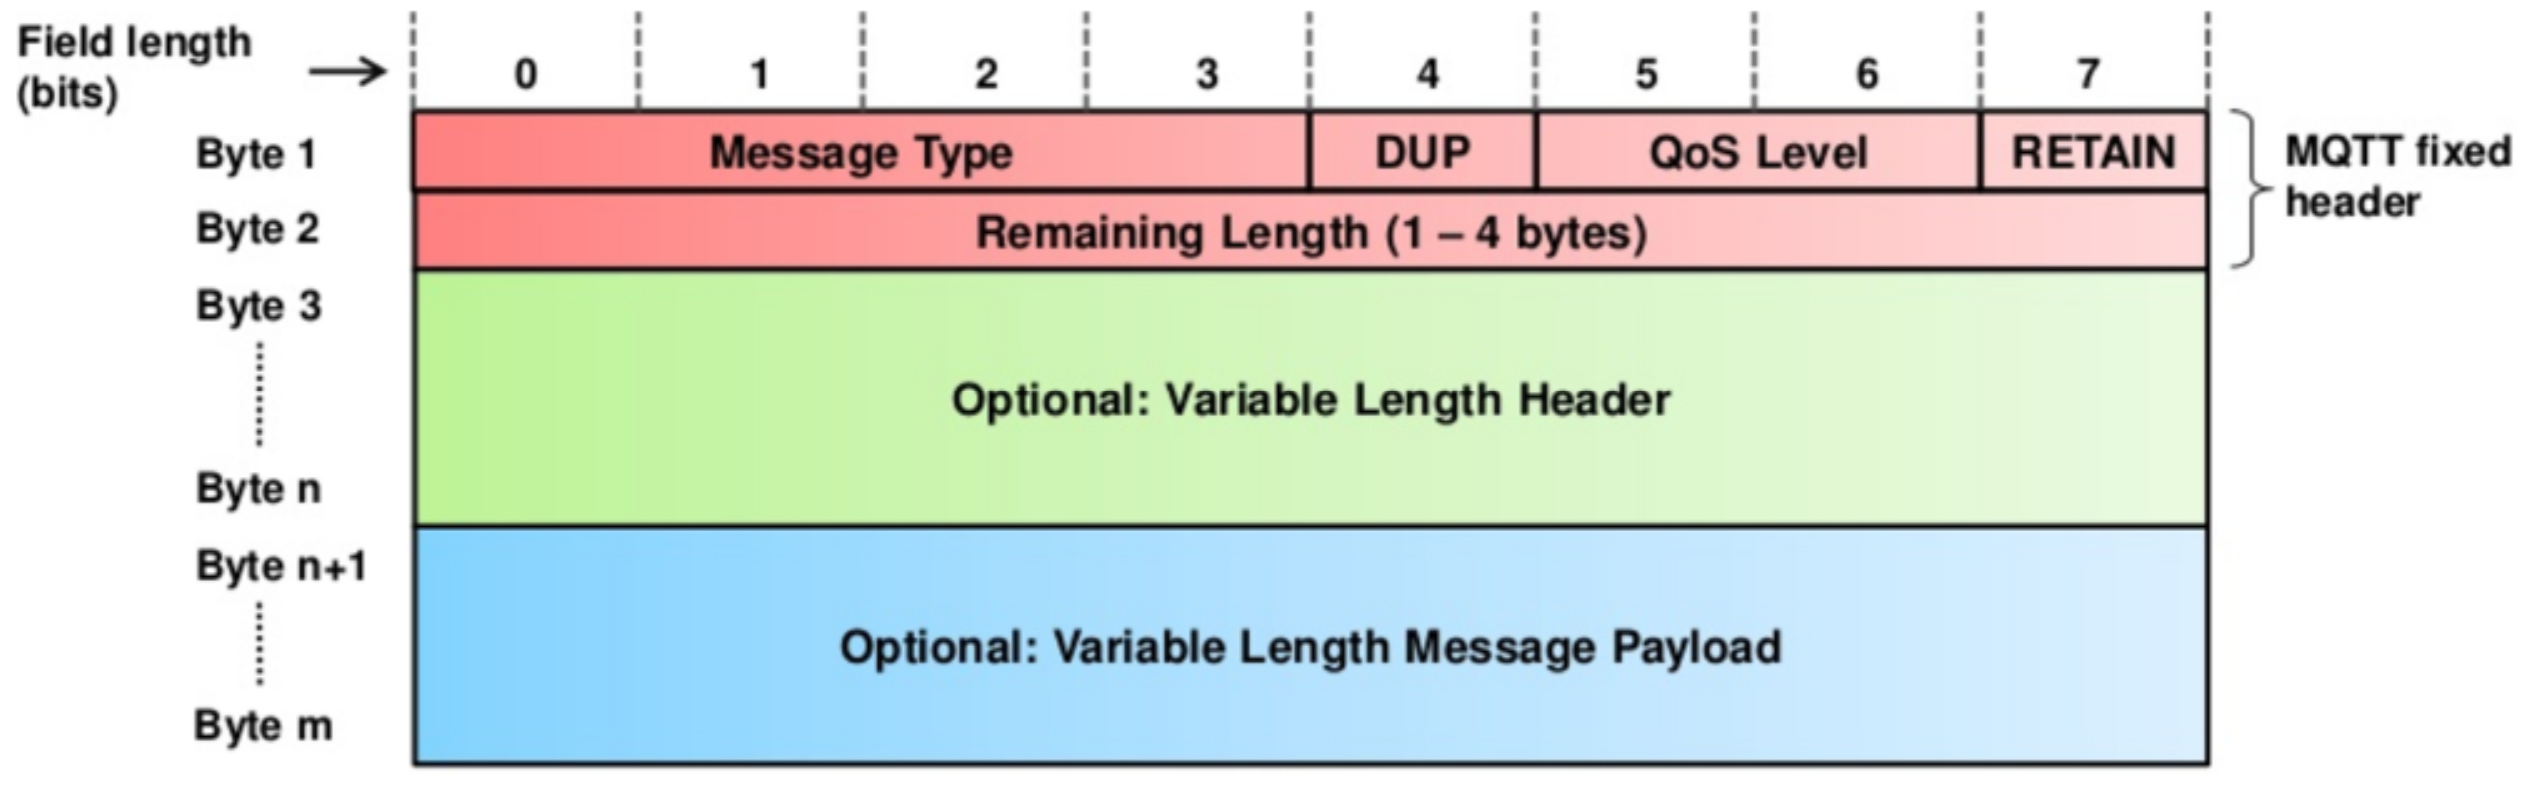 Field length
(bits)
0 1 2 3 4 5 6 7
Byte 1 Message Type DUP QoS Level RETAIN
MQTT fixed
header
Byte 2 Remaining Length (1 – 4 bytes)
Byte 3
Optional: Variable Length Header
Byte n
Byte n+1
Optional: Variable Length Message Payload
Byte m